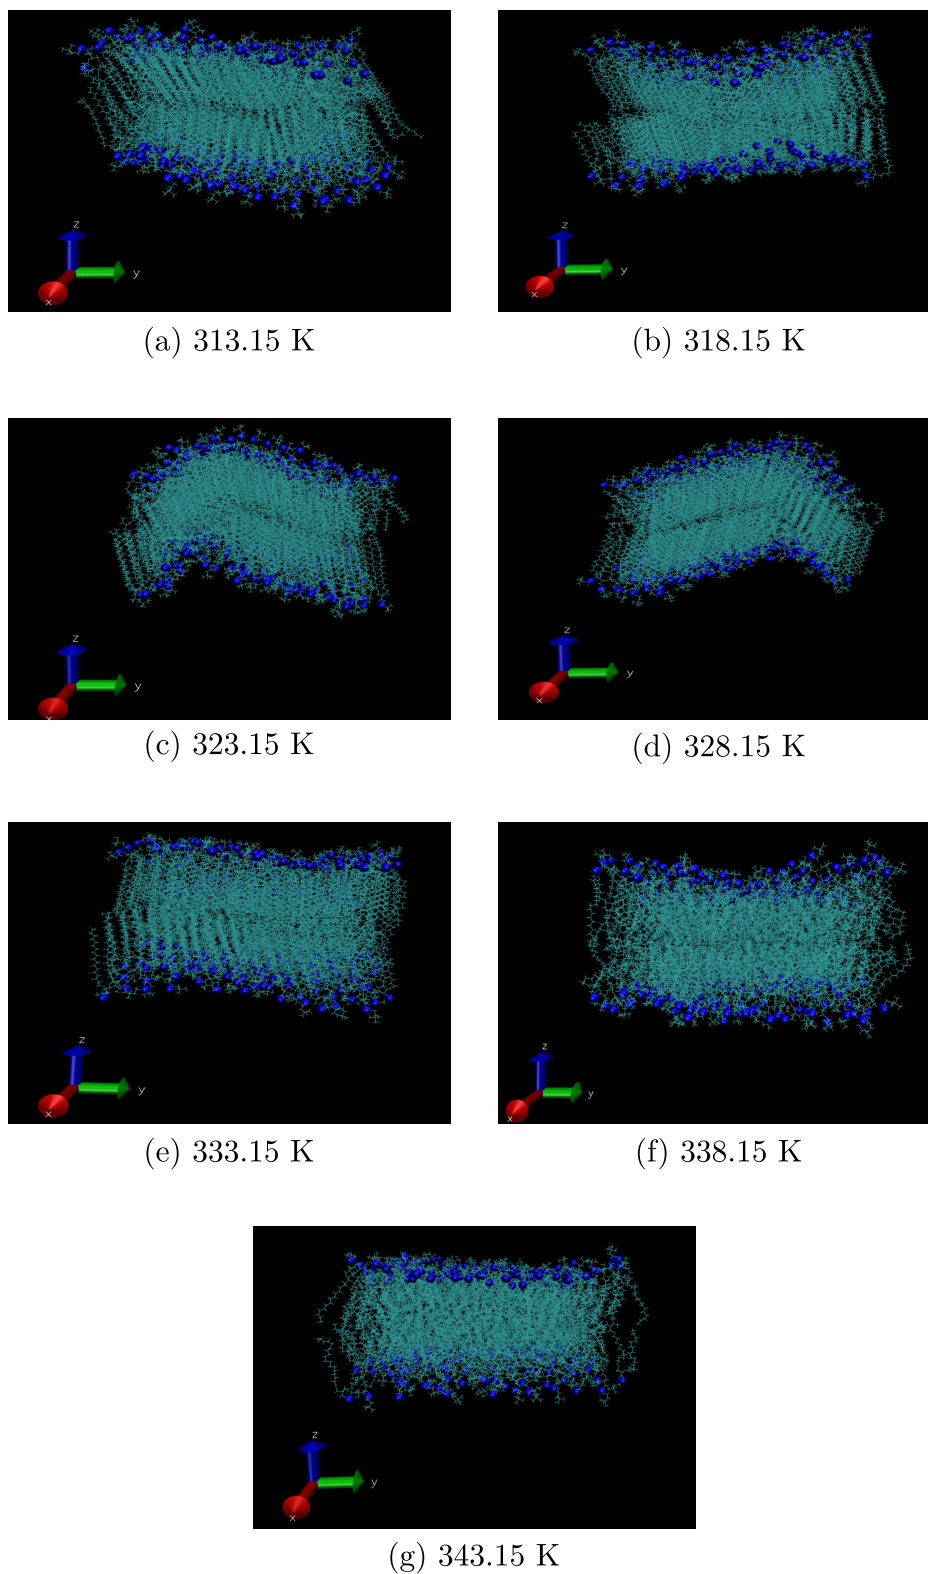 z
y
x
(a) 313.15 K
z
y
x
(b) 318.15 K
z
y
x
(c) 323.15 K
z
y
x
(d) 328.15 K
z
y
x
(e) 333.15 K
z
y
x
(f) 338.15 K
z
y
x
(g) 343.15 K